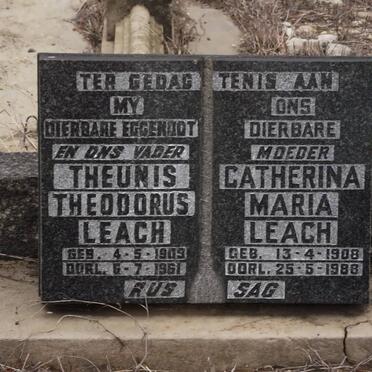 TER GEDAG TENIS AAN
MY
DIERBARE EGGENOOT
EN ONS VADER
THEUNIS
THEODORUS
LEACH
GEB. 4-5-1903
OORL. 6-7-1961
ONS
DIERBARE
MOEDER
CATHERINA
MARIA
LEACH
GEB. 13-4-1908
OORL. 25-5-1988
RUS SAG